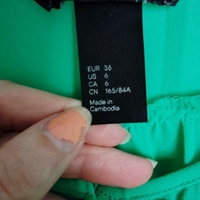 EUR 36
US 6
CA 6
CN 165/84A
Made in
Cambodia